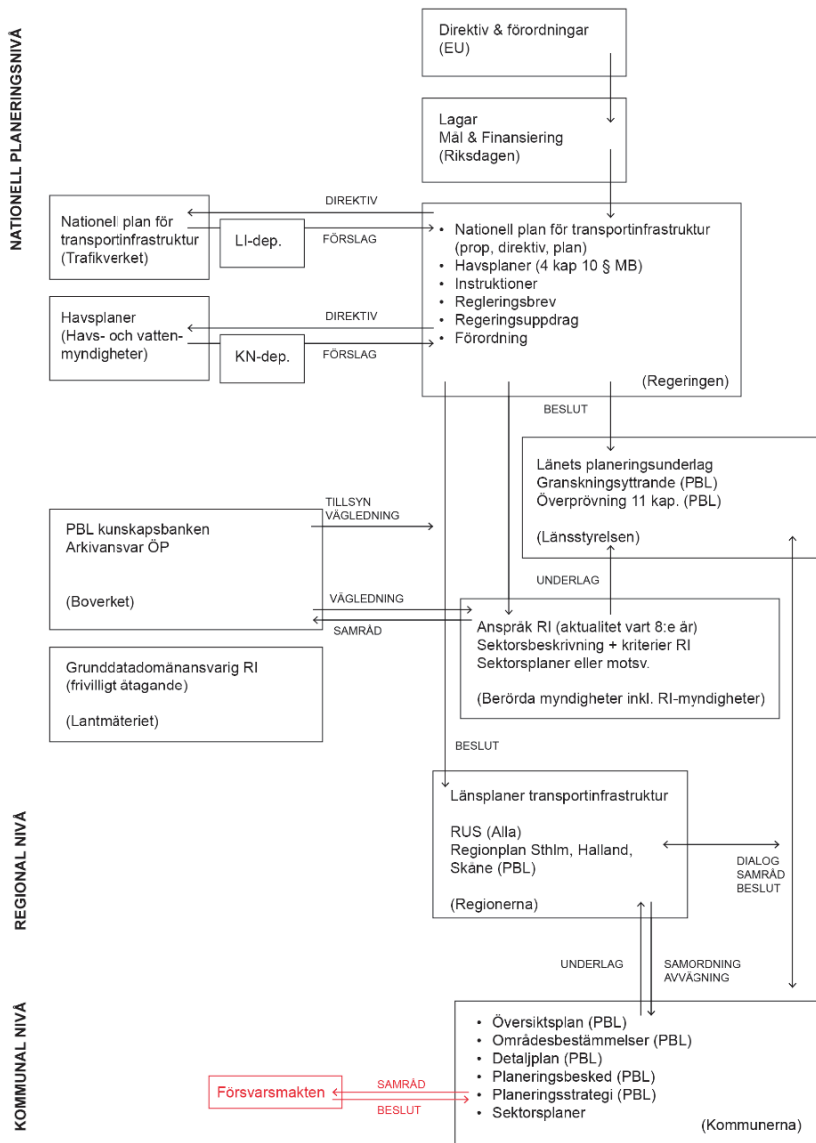 NATIONELL PLANERINGSNIVÅ
Direktiv & förordningar
(EU)
Lagar
Mål & Finansiering
(Riksdagen)
Nationell plan för
transportinfrastruktur
(Trafikverket)
LI-dep.
DIREKTIV
FÖRSLAG
Havsplaner
(Havs- och vatten-
myndigheter)
KN-dep.
DIREKTIV
FÖRSLAG
• Nationell plan för transportinfrastruktur
(prop, direktiv, plan)
• Havsplaner (4 kap 10 § MB)
• Instruktioner
• Regleringsbrev
• Regeringsuppdrag
• Förordning
(Regeringen)
BESLUT
Länets planeringsunderlag
Granskningsyttrande (PBL)
Överprövning 11 kap. (PBL)
(Länsstyrelsen)
PBL kunskapsbanken
Arkivansvar ÖP
(Boverket)
TILLSYN
VÄGLEDNING
UNDERLAG
VÄGLEDNING
SAMRÅD
Anspråk RI (aktualitet vart 8:e år)
Sektorsbeskrivning + kriterier RI
Sektorsplaner eller motsv.
(Berörda myndigheter inkl. RI-myndigheter)
Grunddatadomänansvarig RI
(frivilligt åtagande)
(Lantmäteriet)
BESLUT
REGIONAL NIVÅ
Länsplaner transportinfrastruktur
RUS (Alla)
Regionplan Sthlm, Halland,
Skåne (PBL)
(Regionerna)
DIALOG
SAMRÅD
BESLUT
UNDERLAG
SAMORDNING
AVVÄGNING
KOMMUNAL NIVÅ
• Översiktsplan (PBL)
• Områdesbestämmelser (PBL)
• Detaljplan (PBL)
• Planeringsbesked (PBL)
• Planeringsstrategi (PBL)
• Sektorsplaner
(Kommunerna)
Försvarsmakten
SAMRÅD
BESLUT